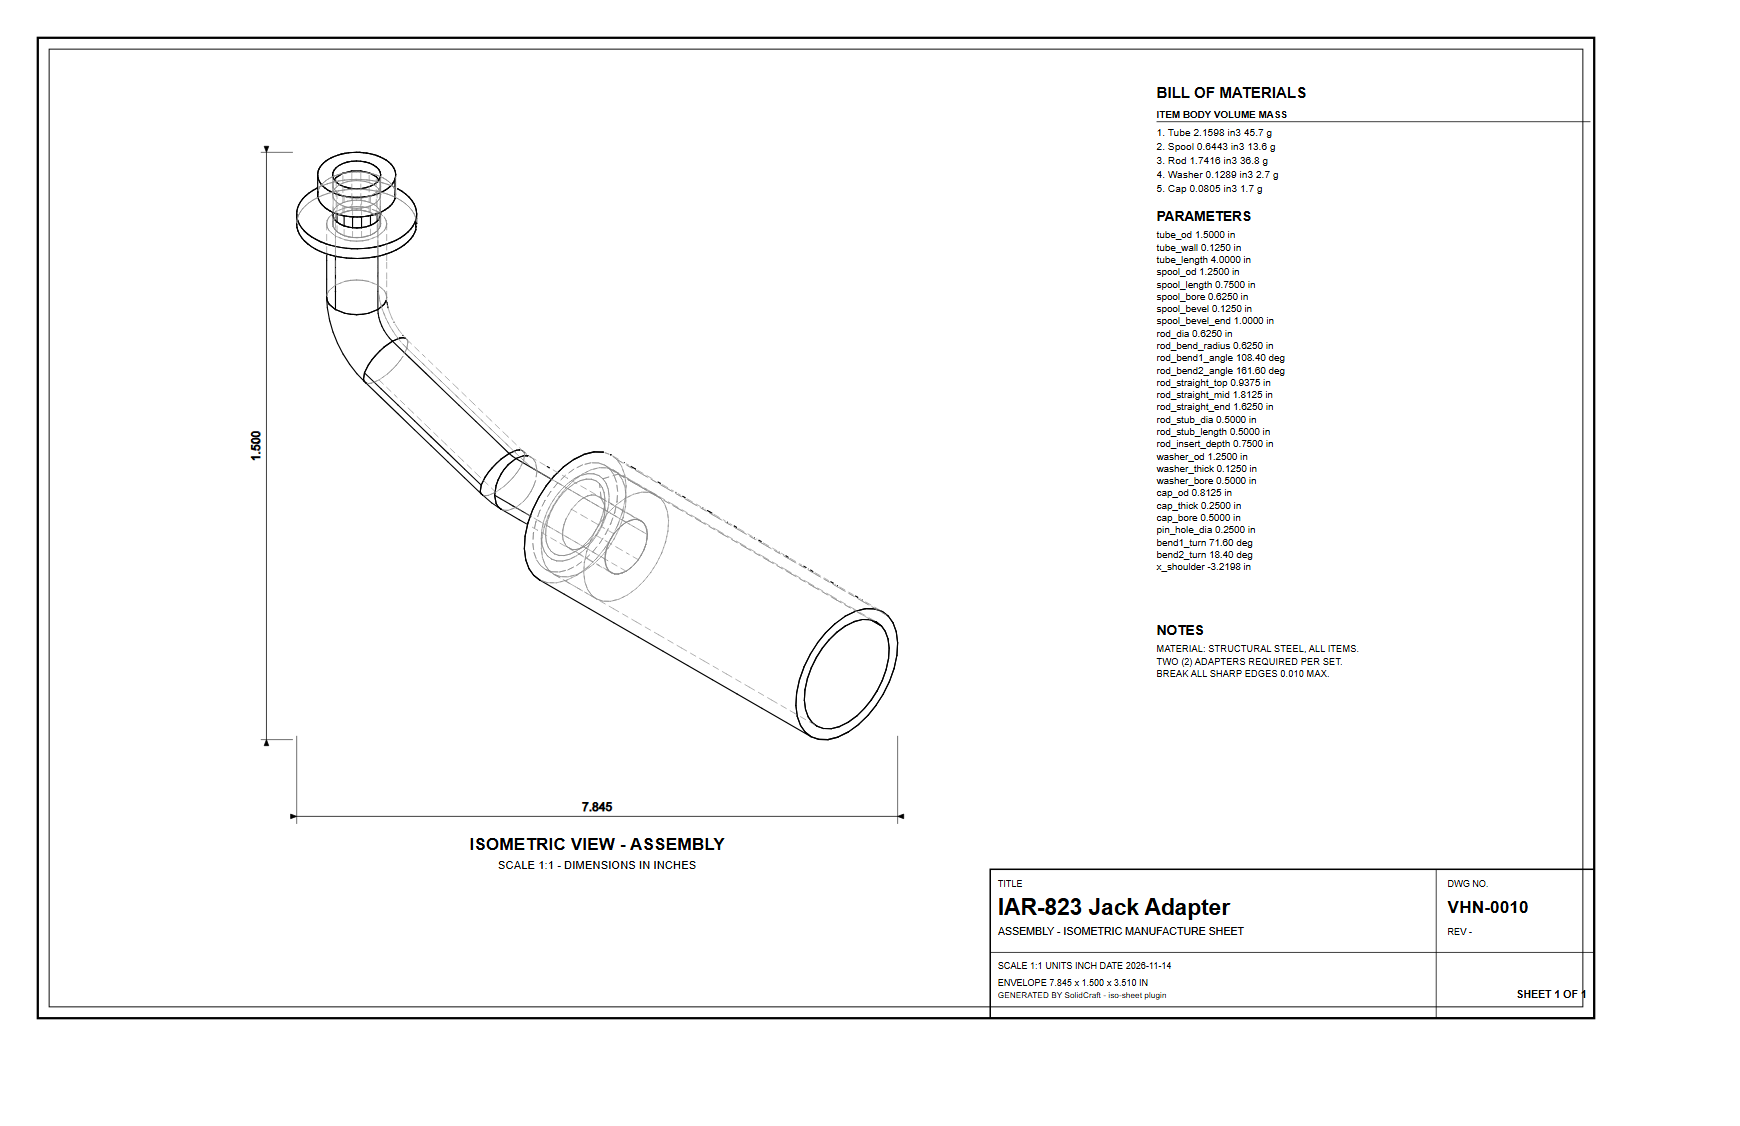 BILL OF MATERIALS
ITEM BODY VOLUME MASS
1. Tube 2.1598 in3 45.7 g
2. Spool 0.6443 in3 13.6 g
3. Rod 1.7416 in3 36.8 g
4. Washer 0.1289 in3 2.7 g
5. Cap 0.0805 in3 1.7 g
PARAMETERS
tube_od 1.5000 in
tube_wall 0.1250 in
tube_length 4.0000 in
spool_od 1.2500 in
spool_length 0.7500 in
spool_bore 0.6250 in
spool_bevel 0.1250 in
spool_bevel_end 1.0000 in
rod_dia 0.6250 in
rod_bend_radius 0.6250 in
rod_bend1_angle 108.40 deg
rod_bend2_angle 161.60 deg
rod_straight_top 0.9375 in
rod_straight_mid 1.8125 in
rod_straight_end 1.6250 in
rod_stub_dia 0.5000 in
rod_stub_length 0.5000 in
rod_insert_depth 0.7500 in
washer_od 1.2500 in
washer_thick 0.1250 in
washer_bore 0.5000 in
cap_od 0.8125 in
cap_thick 0.2500 in
cap_bore 0.5000 in
pin_hole_dia 0.2500 in
bend1_turn 71.60 deg
bend2_turn 18.40 deg
x_shoulder -3.2198 in
NOTES
MATERIAL: STRUCTURAL STEEL, ALL ITEMS.
TWO (2) ADAPTERS REQUIRED PER SET.
BREAK ALL SHARP EDGES 0.010 MAX.
1.500
7.845
ISOMETRIC VIEW - ASSEMBLY
SCALE 1:1 - DIMENSIONS IN INCHES
TITLE
IAR-823 Jack Adapter
ASSEMBLY - ISOMETRIC MANUFACTURE SHEET
DWG NO.
VHN-0010
REV -
SCALE 1:1 UNITS INCH DATE 2026-11-14
ENVELOPE 7.845 x 1.500 x 3.510 IN
GENERATED BY SolidCraft - iso-sheet plugin
SHEET 1 OF 1